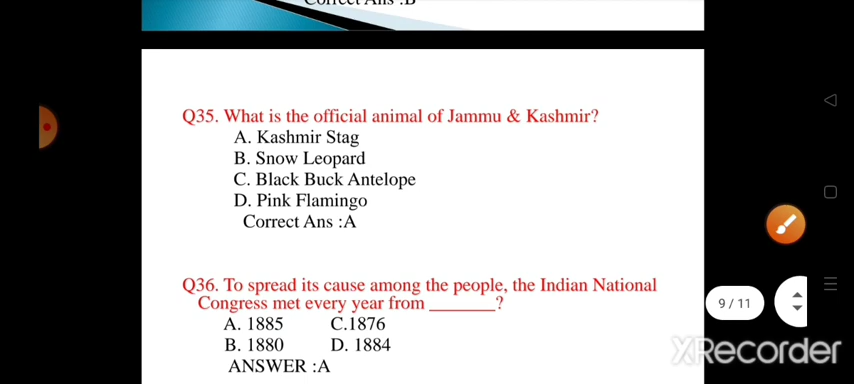 Correct Ans :B
Q35. What is the official animal of Jammu & Kashmir?
A. Kashmir Stag
B. Snow Leopard
C. Black Buck Antelope
D. Pink Flamingo
Correct Ans :A
Q36. To spread its cause among the people, the Indian National
Congress met every year from _______?
A. 1885 C.1876
B. 1880 D. 1884
ANSWER :A
9 / 11
XRecorder